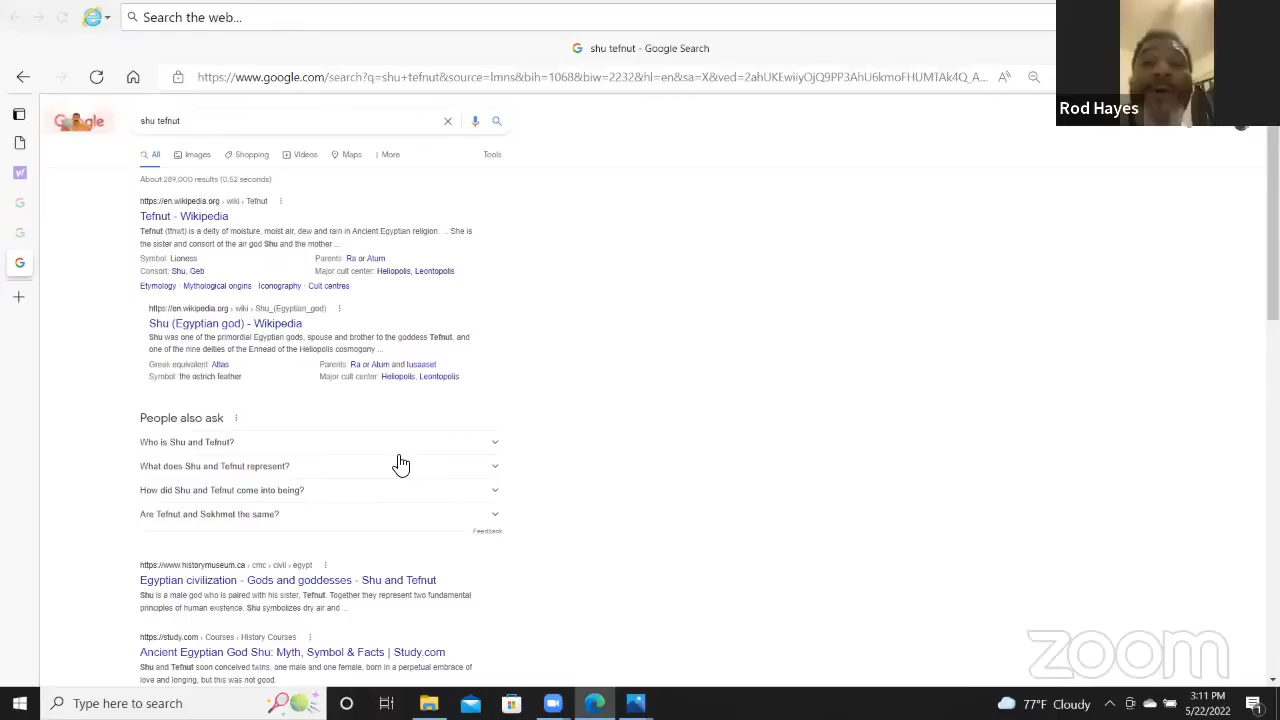 Search the web...
shu tefnut - Google Search
https://www.google.com/search?q=shu+tefnut&source=lmns&bih=1068&biw=2232&hl=en&sa=X&ved=2ahUKEwiiyOjQ9PP3AhU6kmoFHUMTAk4Q_A...
Rod Hayes
Google
shu tefnut
All Images Shopping Videos Maps More Tools
About 289,000 results (0.52 seconds)
https://en.wikipedia.org › wiki › Tefnut
Tefnut - Wikipedia
Tefnut (tfnwt) is a deity of moisture, moist air, dew and rain in Ancient Egyptian religion. ... She is
the sister and consort of the air god Shu and the mother ...
Symbol: Lioness Parents: Ra or Atum
Consort: Shu, Geb Major cult center: Heliopolis, Leontopolis
Etymology · Mythological origins · Iconography · Cult centres
https://en.wikipedia.org › wiki › Shu_(Egyptian_god)
Shu (Egyptian god) - Wikipedia
Shu was one of the primordial Egyptian gods, spouse and brother to the goddess Tefnut, and
one of the nine deities of the Ennead of the Heliopolis cosmogony ...
Greek equivalent: Atlas Parents: Ra or Atum and Iusaaset
Symbol: the ostrich feather Major cult center: Heliopolis, Leontopolis
People also ask
Who is Shu and Tefnut?
What does Shu and Tefnut represent?
How did Shu and Tefnut come into being?
Are Tefnut and Sekhmet the same?
Feedback
https://www.historymuseum.ca › cmc › civil › egypt
Egyptian civilization - Gods and goddesses - Shu and Tefnut
Shu is a male god who is paired with his sister, Tefnut. Together they represent two fundamental
principles of human existence. Shu symbolizes dry air and ...
https://study.com › Courses › History Courses
Ancient Egyptian God Shu: Myth, Symbol & Facts | Study.com
Shu and Tefnut soon conceived twins, one male and one female, born in a perpetual embrace of
love and longing, but this was not good.
zoom
Type here to search
77°F Cloudy
3:11 PM
5/22/2022
1